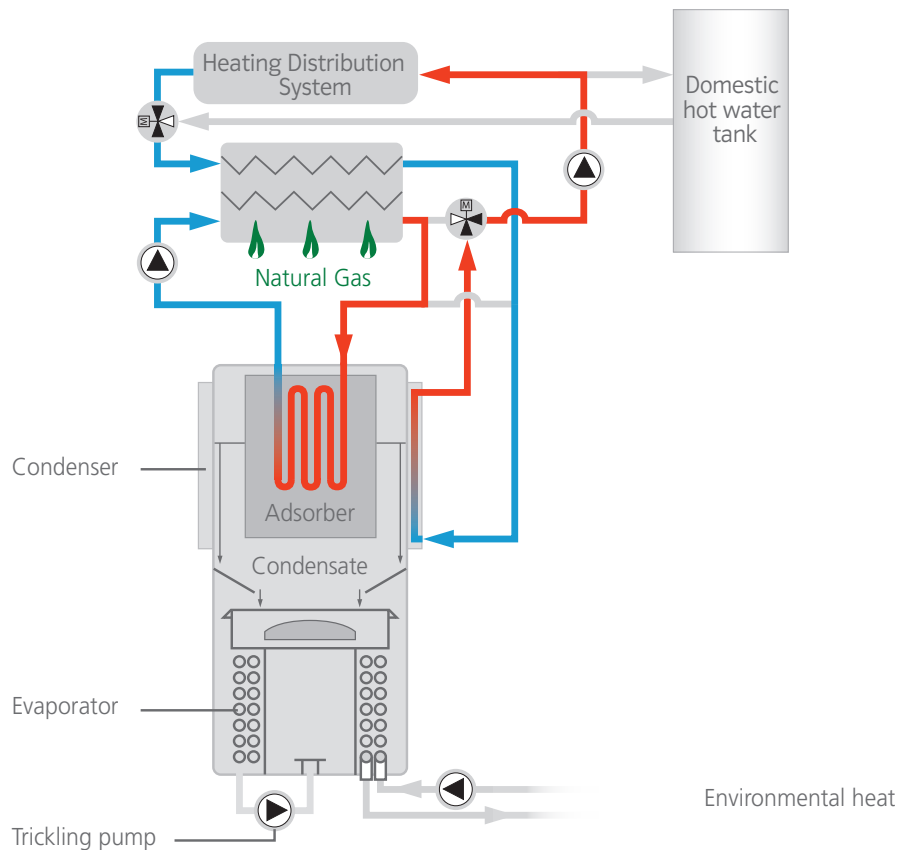 Heating Distribution
System
Domestic
hot water
tank
M
M
Natural Gas
Condenser
Adsorber
Condensate
Evaporator
Environmental heat
Trickling pump